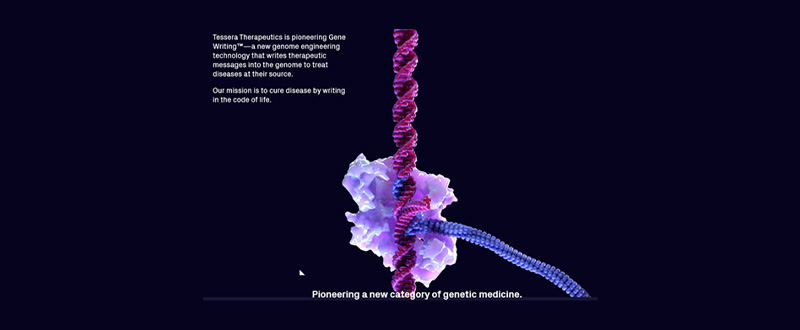 Tessera Therapeutics is pioneering Gene
Writing™—a new genome engineering
technology that writes therapeutic
messages into the genome to treat
diseases at their source.
Our mission is to cure disease by writing
in the code of life.
Pioneering a new category of genetic medicine.